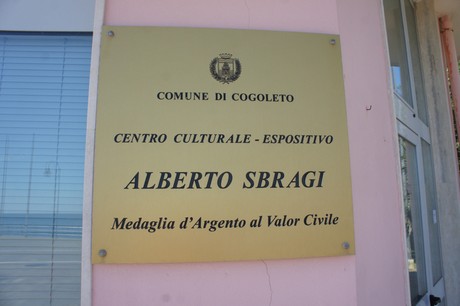 COMUNE DI COGOLETO
CENTRO CULTURALE - ESPOSITIVO
ALBERTO SBRAGI
Medaglia d'Argento al Valor Civile